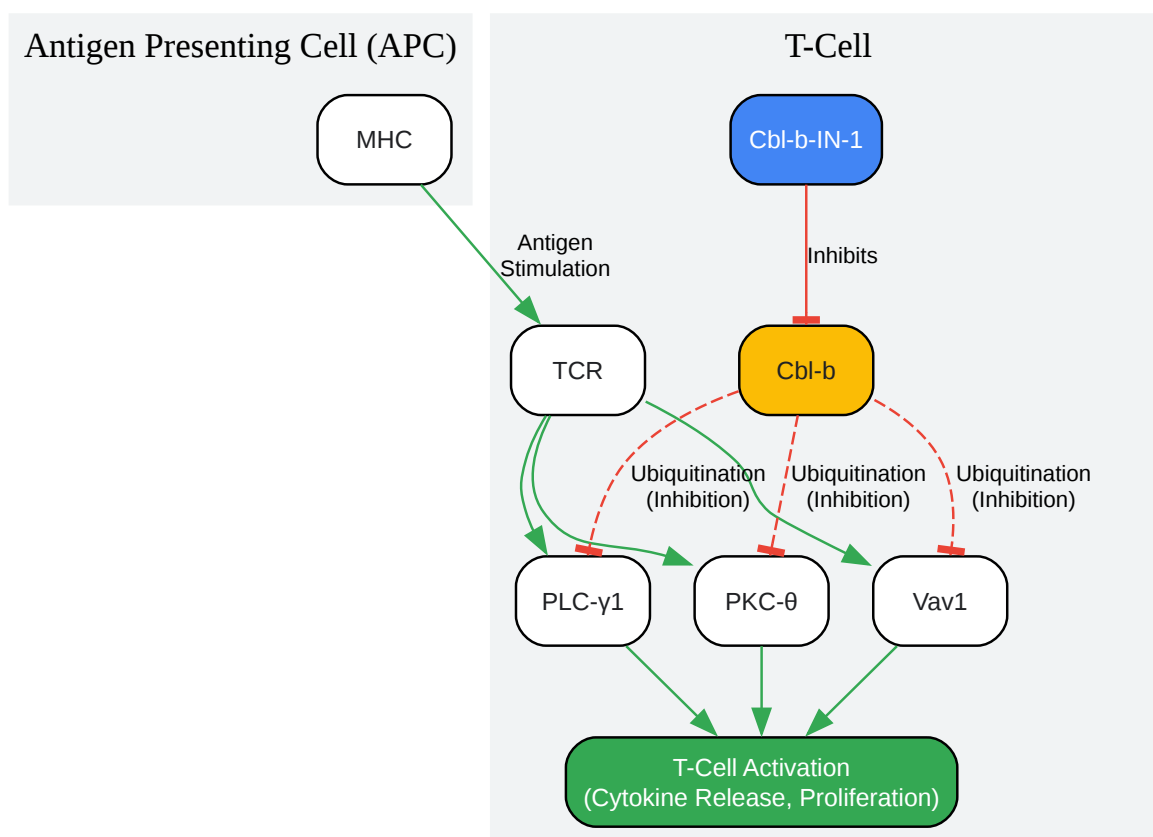 Antigen Presenting Cell (APC)
T-Cell
MHC
Cbl-b-IN-1
Antigen
Stimulation
Inhibits
TCR
Cbl-b
Ubiquitination
(Inhibition)
Ubiquitination
(Inhibition)
Ubiquitination
(Inhibition)
PLC-γ1
PKC-θ
Vav1
T-Cell Activation
(Cytokine Release, Proliferation)